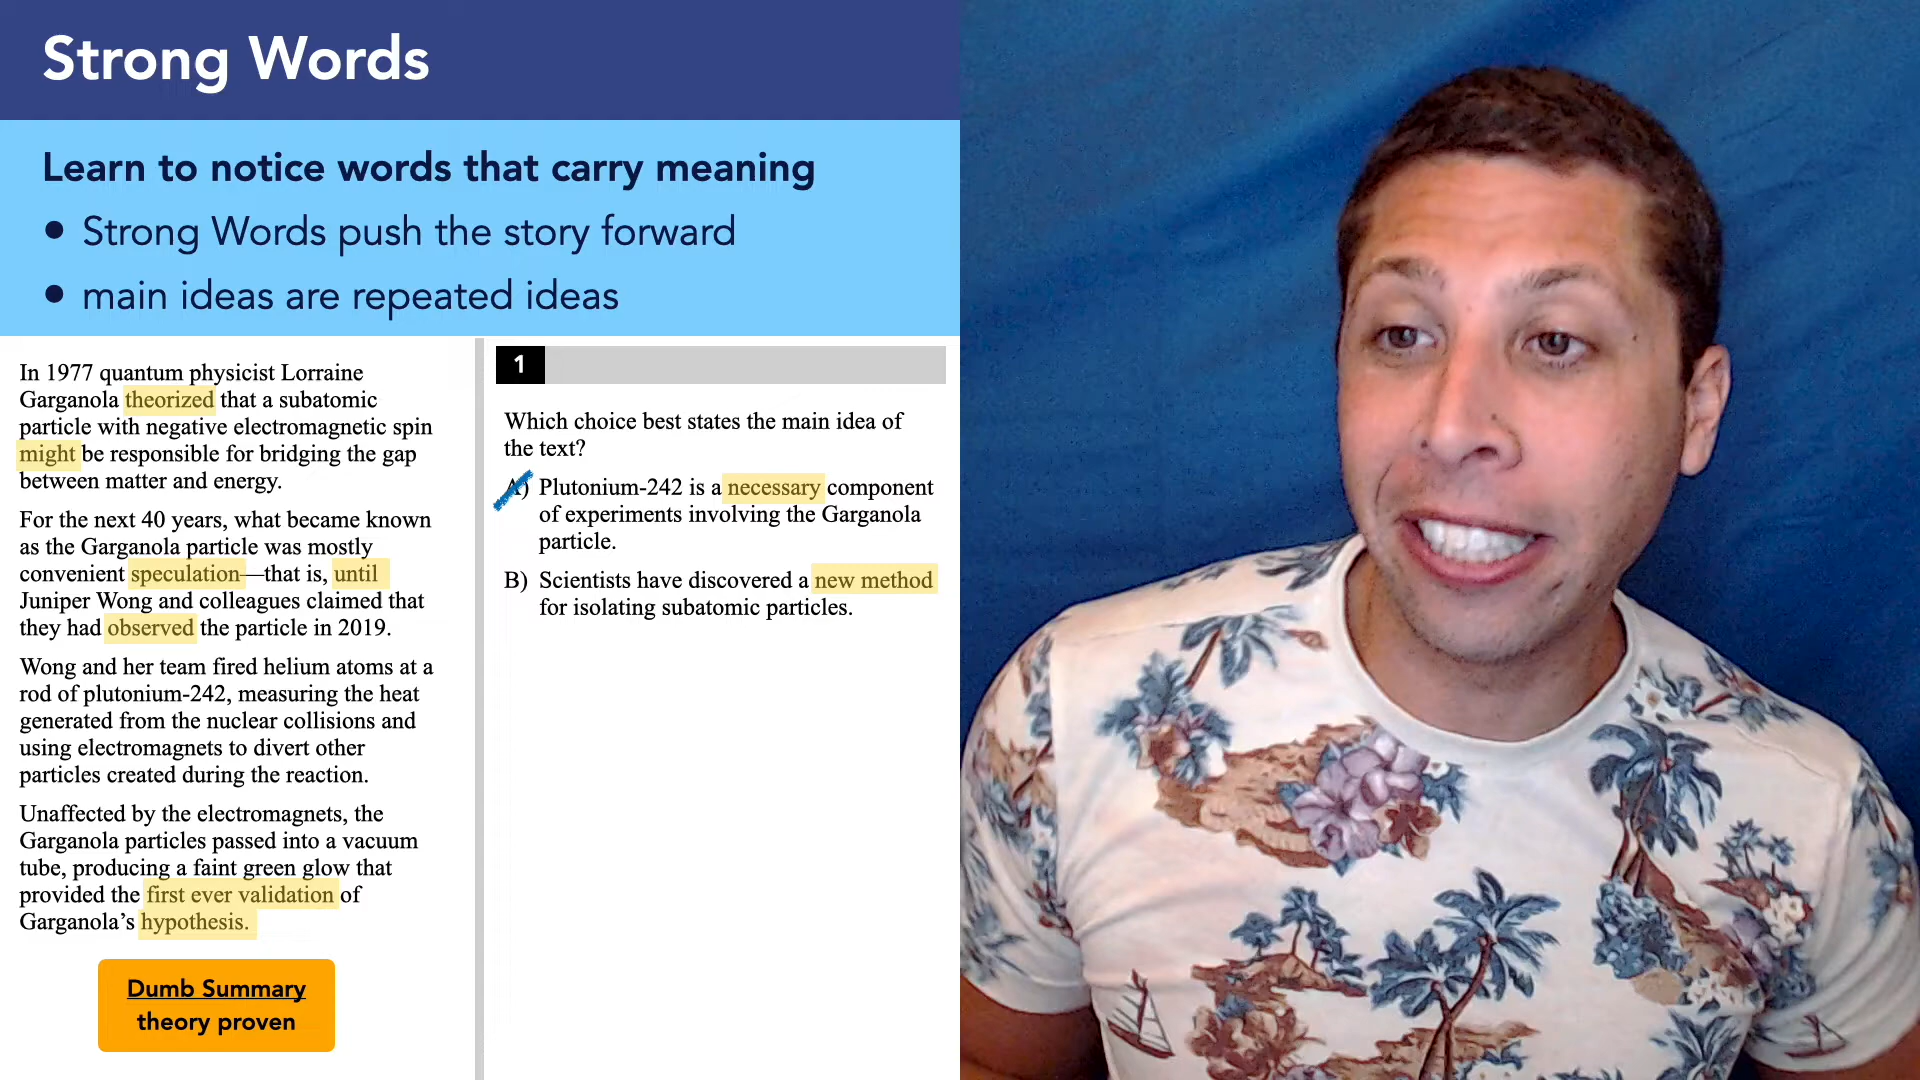 Strong Words
Learn to notice words that carry meaning
• Strong Words push the story forward
• main ideas are repeated ideas
In 1977 quantum physicist Lorraine
Garganola theorized that a subatomic
particle with negative electromagnetic spin
might be responsible for bridging the gap
between matter and energy.
For the next 40 years, what became known
as the Garganola particle was mostly
convenient speculation—that is, until
Juniper Wong and colleagues claimed that
they had observed the particle in 2019.
Wong and her team fired helium atoms at a
rod of plutonium-242, measuring the heat
generated from the nuclear collisions and
using electromagnets to divert other
particles created during the reaction.
Unaffected by the electromagnets, the
Garganola particles passed into a vacuum
tube, producing a faint green glow that
provided the first ever validation of
Garganola’s hypothesis.
Dumb Summary
theory proven
1
Which choice best states the main idea of
the text?
A) Plutonium-242 is a necessary component
of experiments involving the Garganola
particle.
B) Scientists have discovered a new method
for isolating subatomic particles.